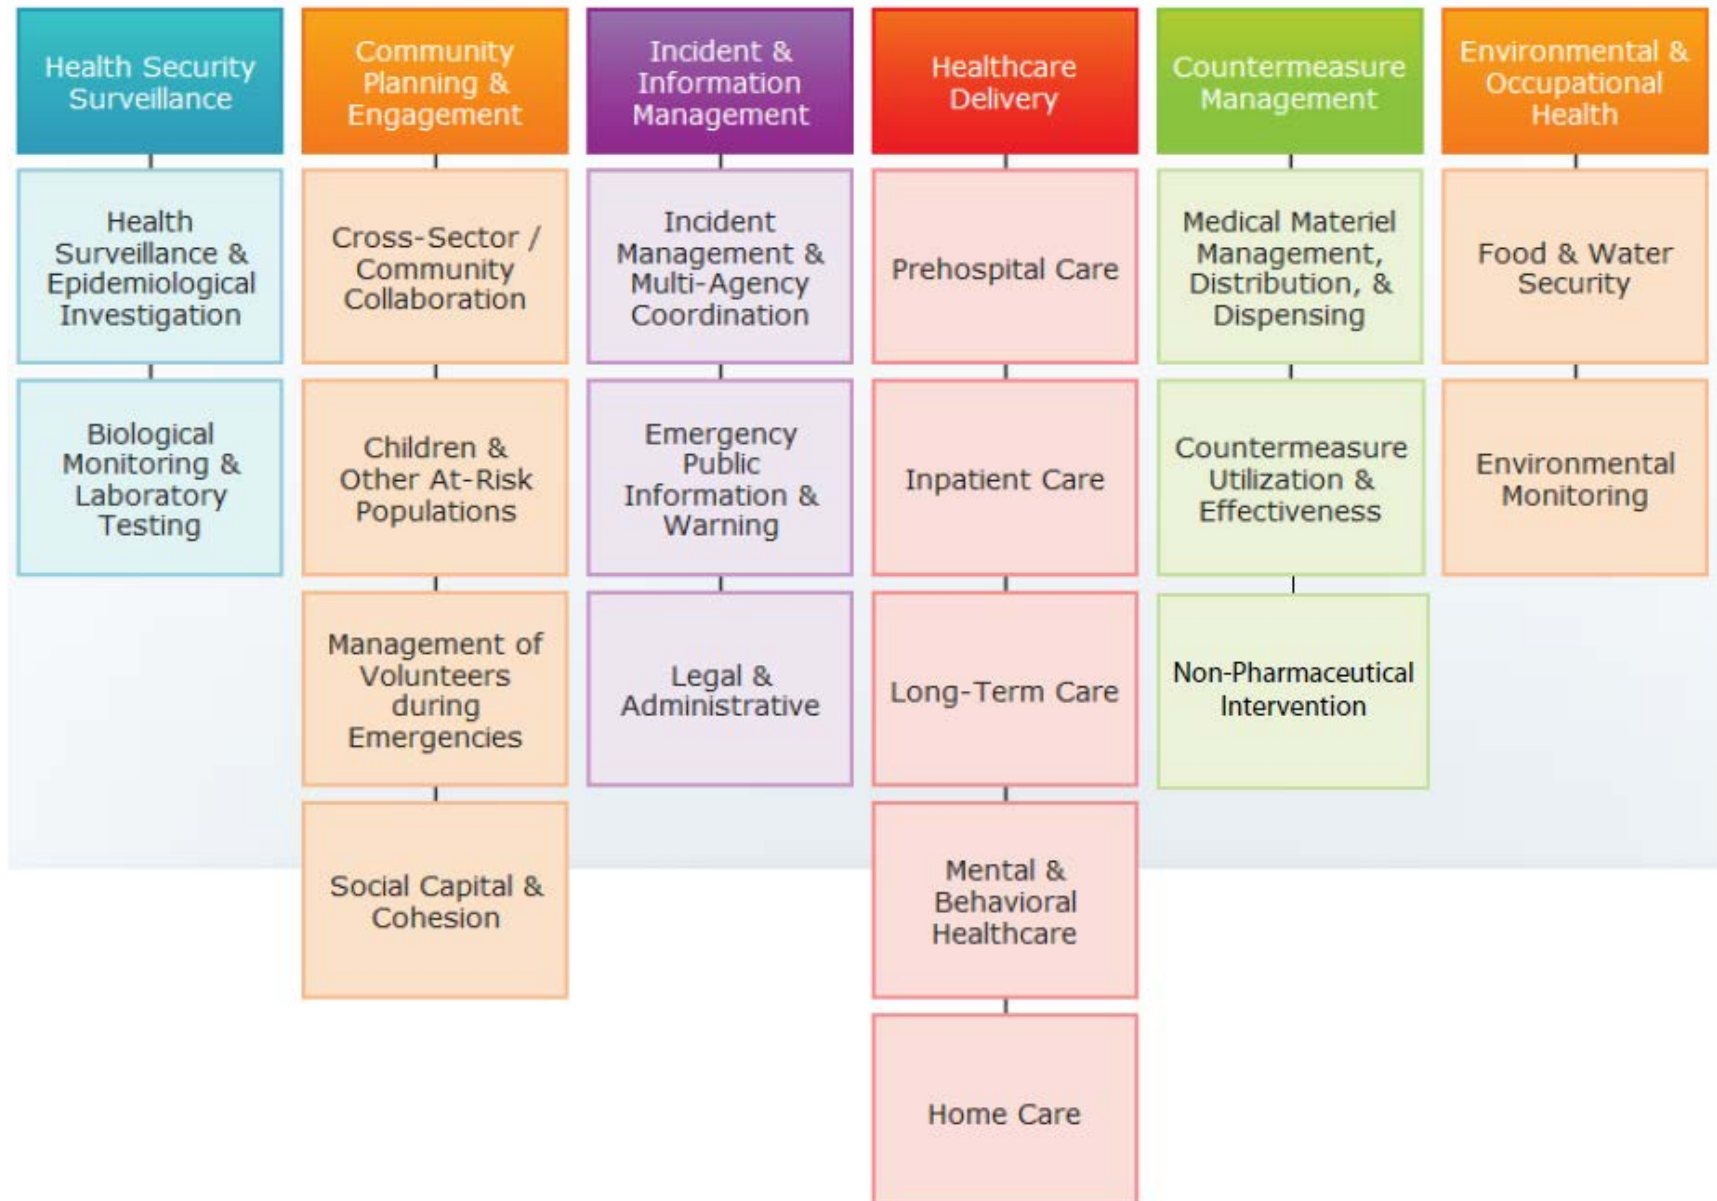 Health Security
Surveillance
Community
Planning &
Engagement
Incident &
Information
Management
Healthcare
Delivery
Countermeasure
Management
Environmental &
Occupational
Health
Health
Surveillance &
Epidemiological
Investigation
Cross-Sector /
Community
Collaboration
Incident
Management &
Multi-Agency
Coordination
Prehospital Care
Medical Materiel
Management,
Distribution, &
Dispensing
Food & Water
Security
Biological
Monitoring &
Laboratory
Testing
Children &
Other At-Risk
Populations
Emergency
Public
Information &
Warning
Inpatient Care
Countermeasure
Utilization &
Effectiveness
Environmental
Monitoring
Management of
Volunteers
during
Emergencies
Legal &
Administrative
Long-Term Care
Non-Pharmaceutical
Intervention
Social Capital &
Cohesion
Mental &
Behavioral
Healthcare
Home Care